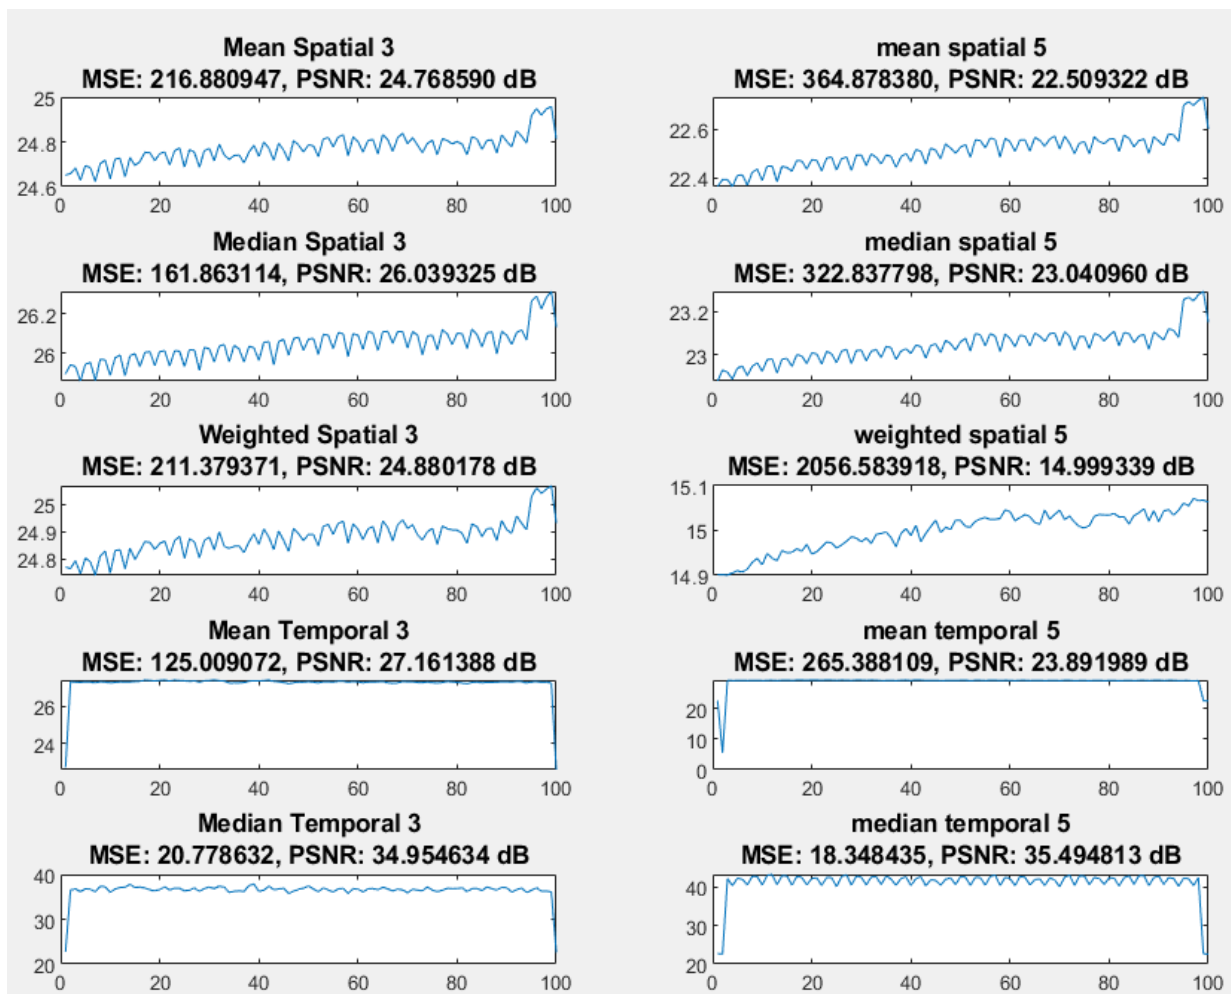 Mean Spatial 3
MSE: 216.880947, PSNR: 24.768590 dB
25
24.8
24.6
0 20 40 60 80 100
mean spatial 5
MSE: 364.878380, PSNR: 22.509322 dB
22.6
22.4
0 20 40 60 80 100
Median Spatial 3
MSE: 161.863114, PSNR: 26.039325 dB
26.2
26
0 20 40 60 80 100
median spatial 5
MSE: 322.837798, PSNR: 23.040960 dB
23.2
23
0 20 40 60 80 100
Weighted Spatial 3
MSE: 211.379371, PSNR: 24.880178 dB
25
24.9
24.8
0 20 40 60 80 100
weighted spatial 5
MSE: 2056.583918, PSNR: 14.999339 dB
15.1
15
14.9
0 20 40 60 80 100
Mean Temporal 3
MSE: 125.009072, PSNR: 27.161388 dB
26
24
0 20 40 60 80 100
mean temporal 5
MSE: 265.388109, PSNR: 23.891989 dB
20
10
0
0 20 40 60 80 100
Median Temporal 3
MSE: 20.778632, PSNR: 34.954634 dB
40
30
20
0 20 40 60 80 100
median temporal 5
MSE: 18.348435, PSNR: 35.494813 dB
40
30
20
0 20 40 60 80 100